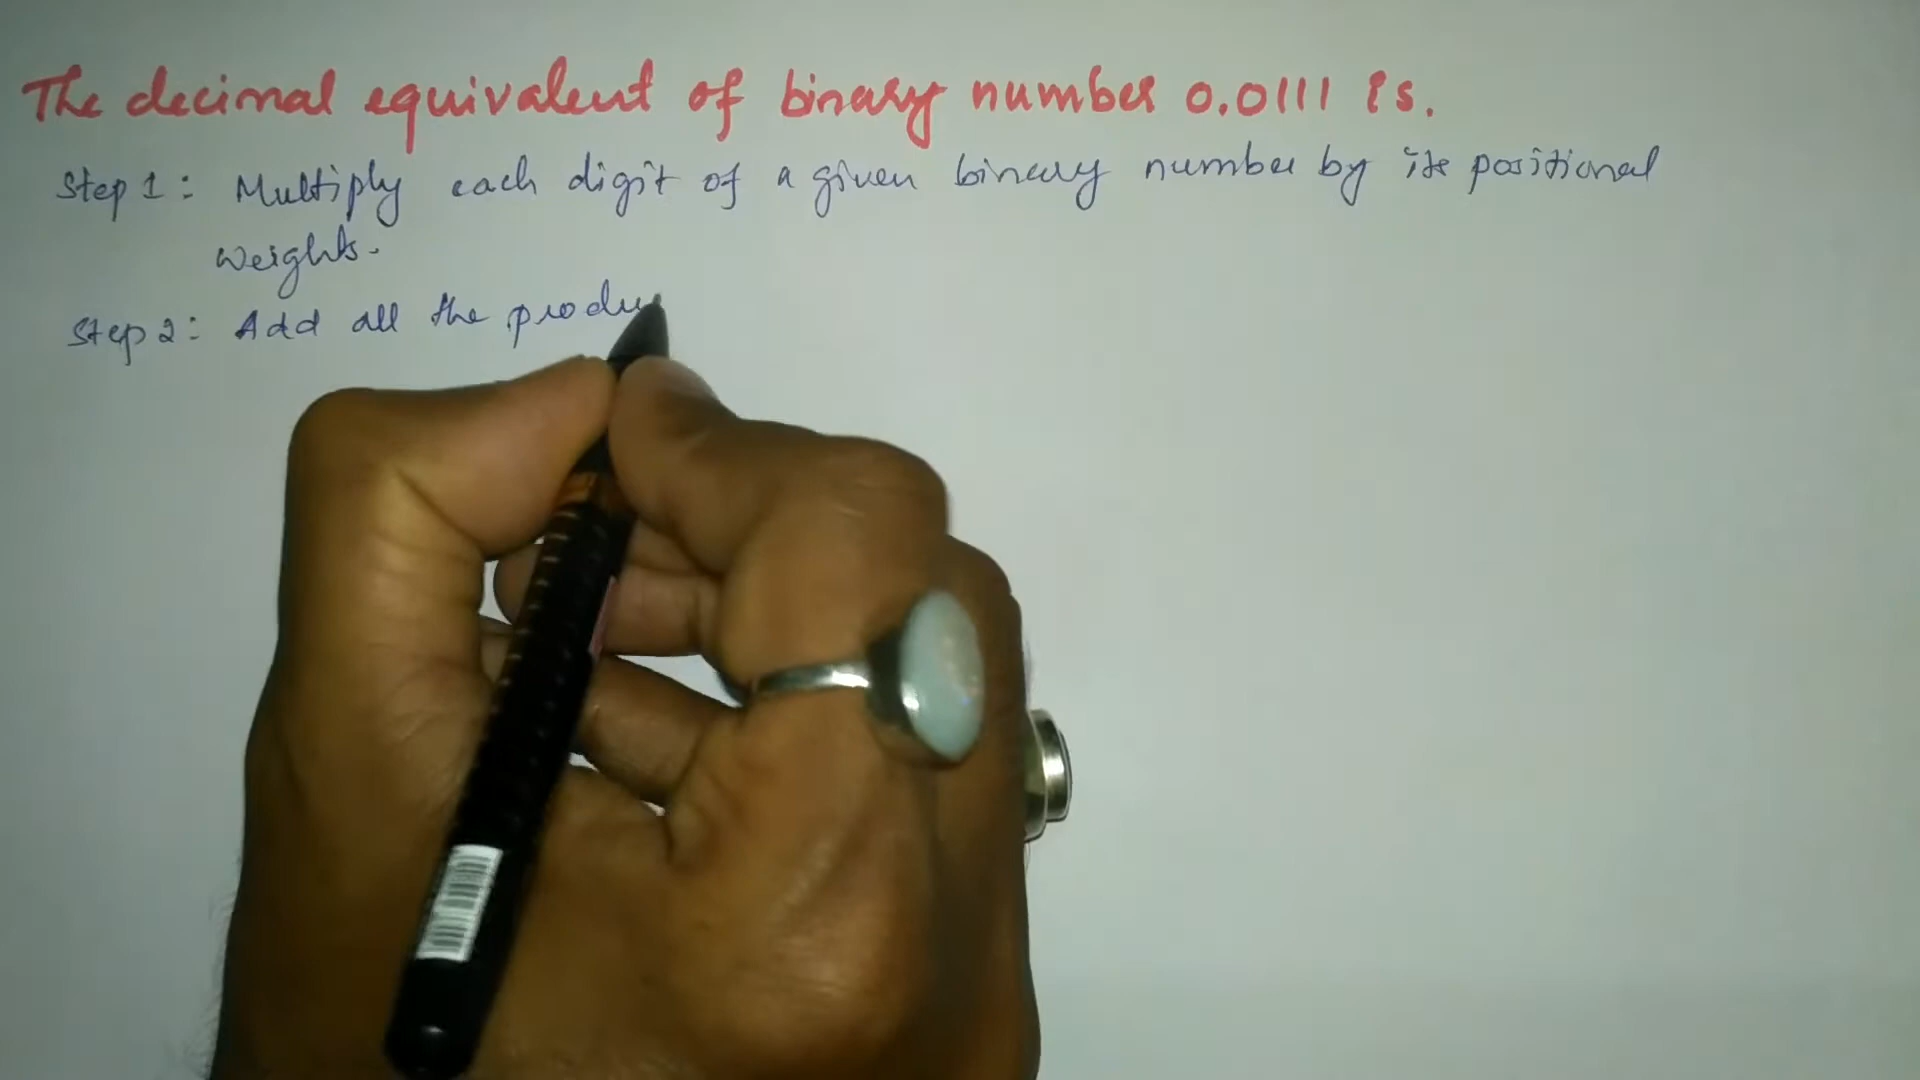 The decimal equivalent of binary number 0.0111 is.
Step 1: Multiply each digit of a given binary number by its positional
weights.
Step 2: Add all the produ